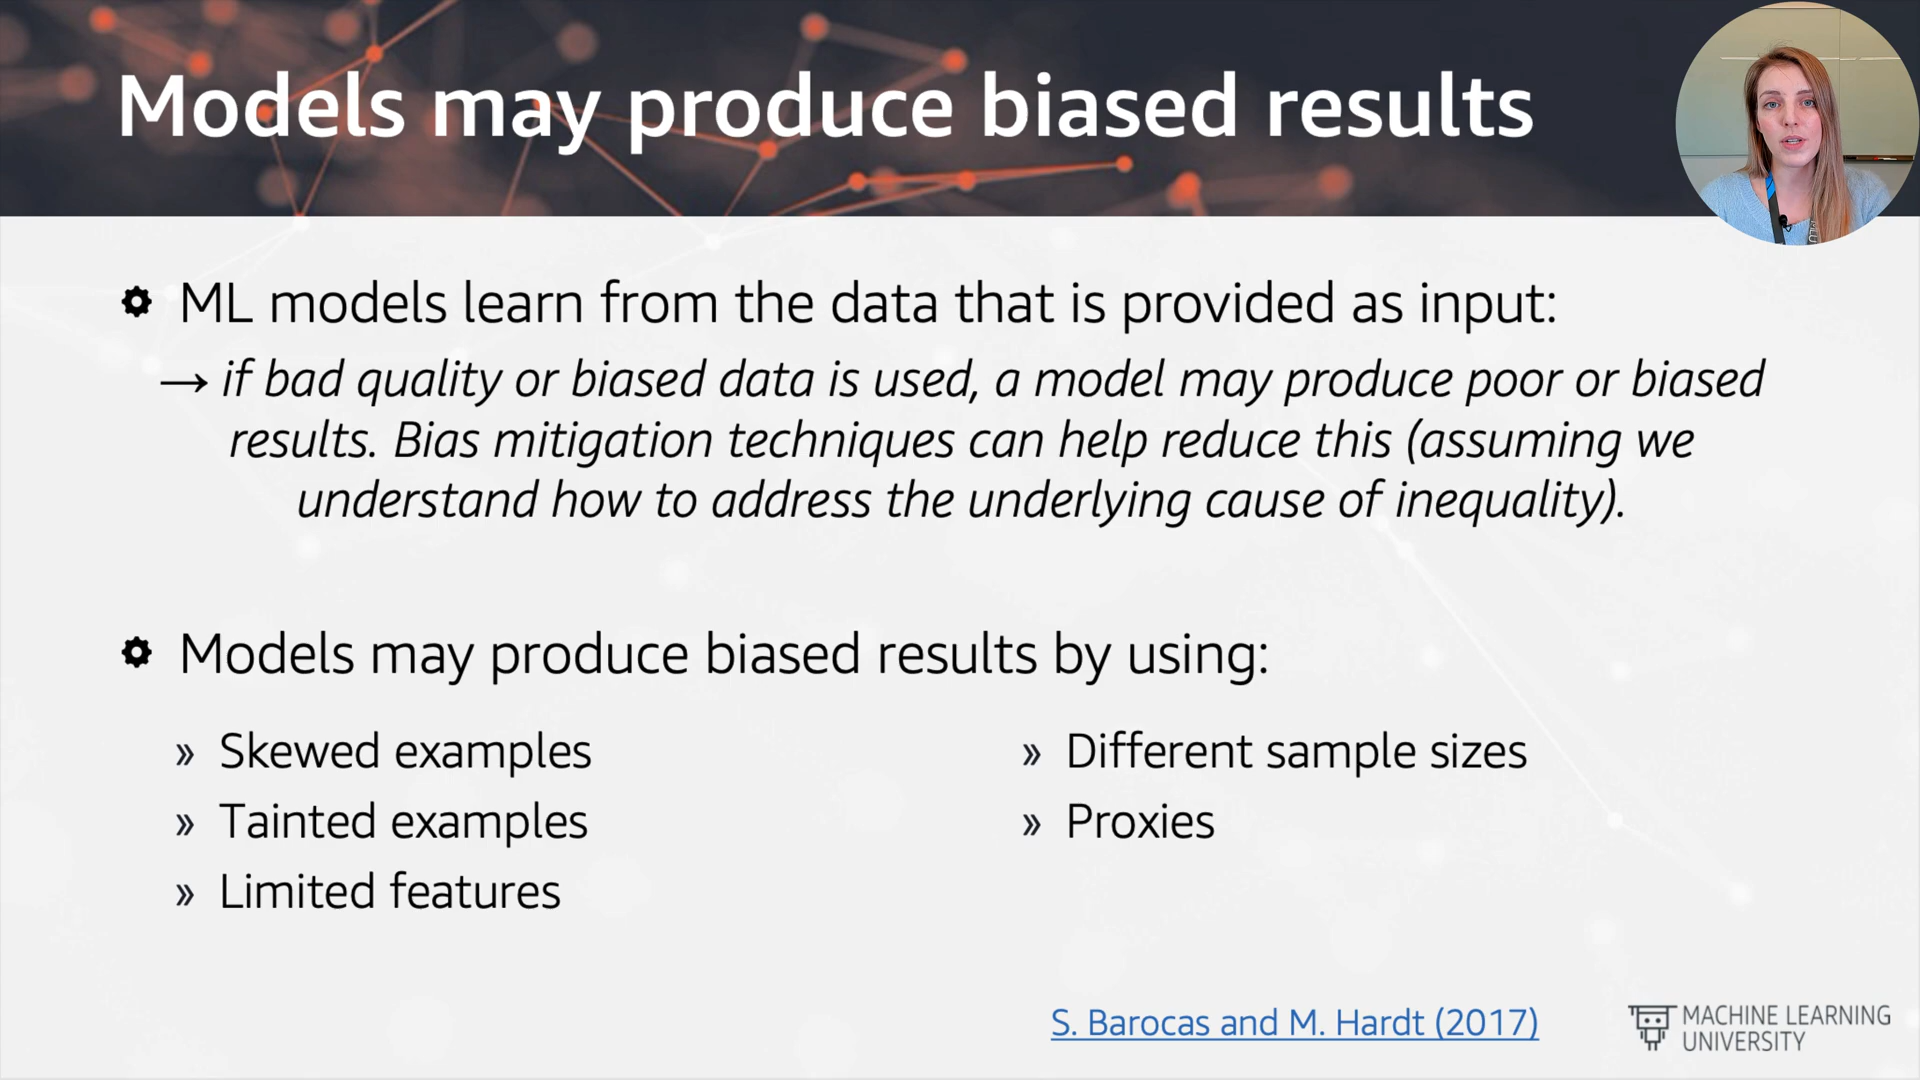 Models may produce biased results
ML models learn from the data that is provided as input:
→ if bad quality or biased data is used, a model may produce poor or biased
results. Bias mitigation techniques can help reduce this (assuming we
understand how to address the underlying cause of inequality).
Models may produce biased results by using:
» Skewed examples
» Tainted examples
» Limited features
» Different sample sizes
» Proxies
S. Barocas and M. Hardt (2017)
MACHINE LEARNING
UNIVERSITY